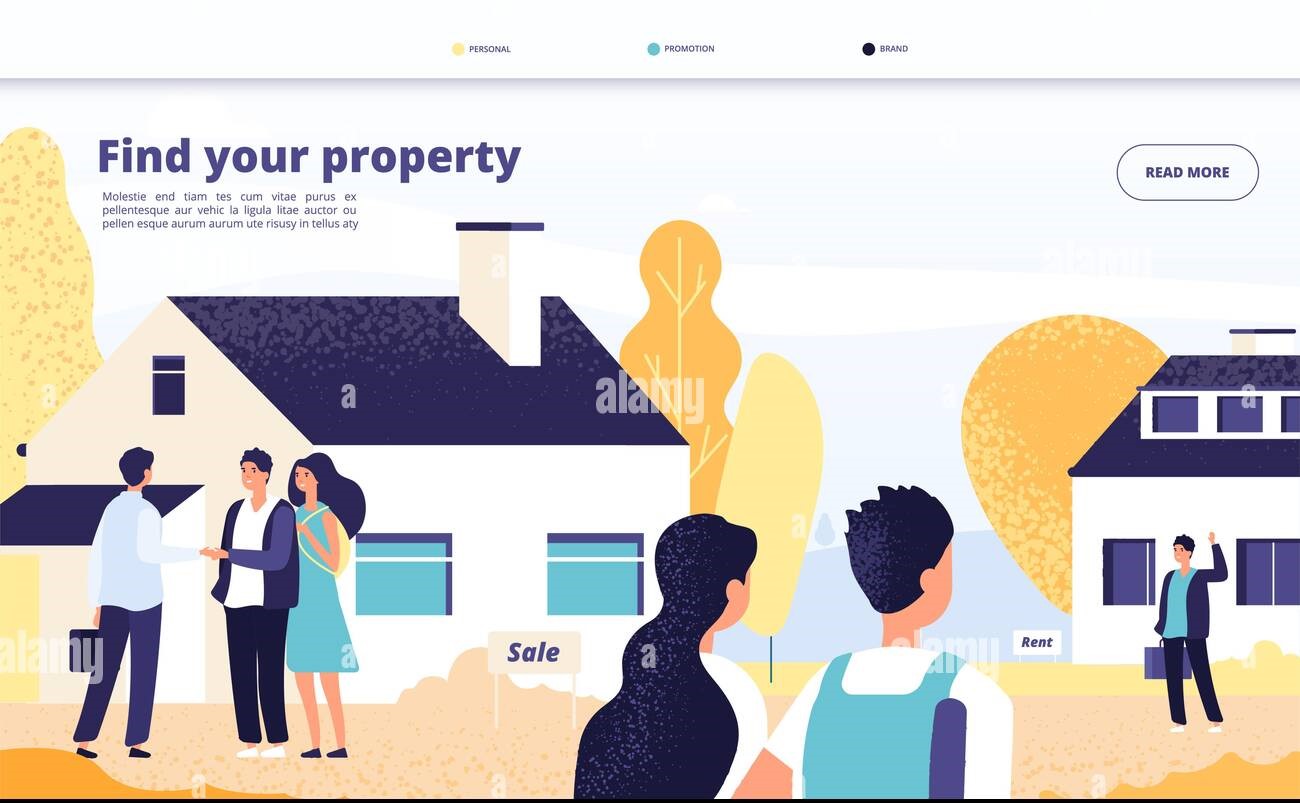 PERSONAL
PROMOTION
BRAND
Find your property
READ MORE
Molestie end tiam tes cum vitae purus ex
pellentesque aur vehic la ligula litae auctor ou
pellen esque aurum aurum ute risusy in tellus aty
alamy
alamy
alamy
Sale
Rent
alamy
alamy